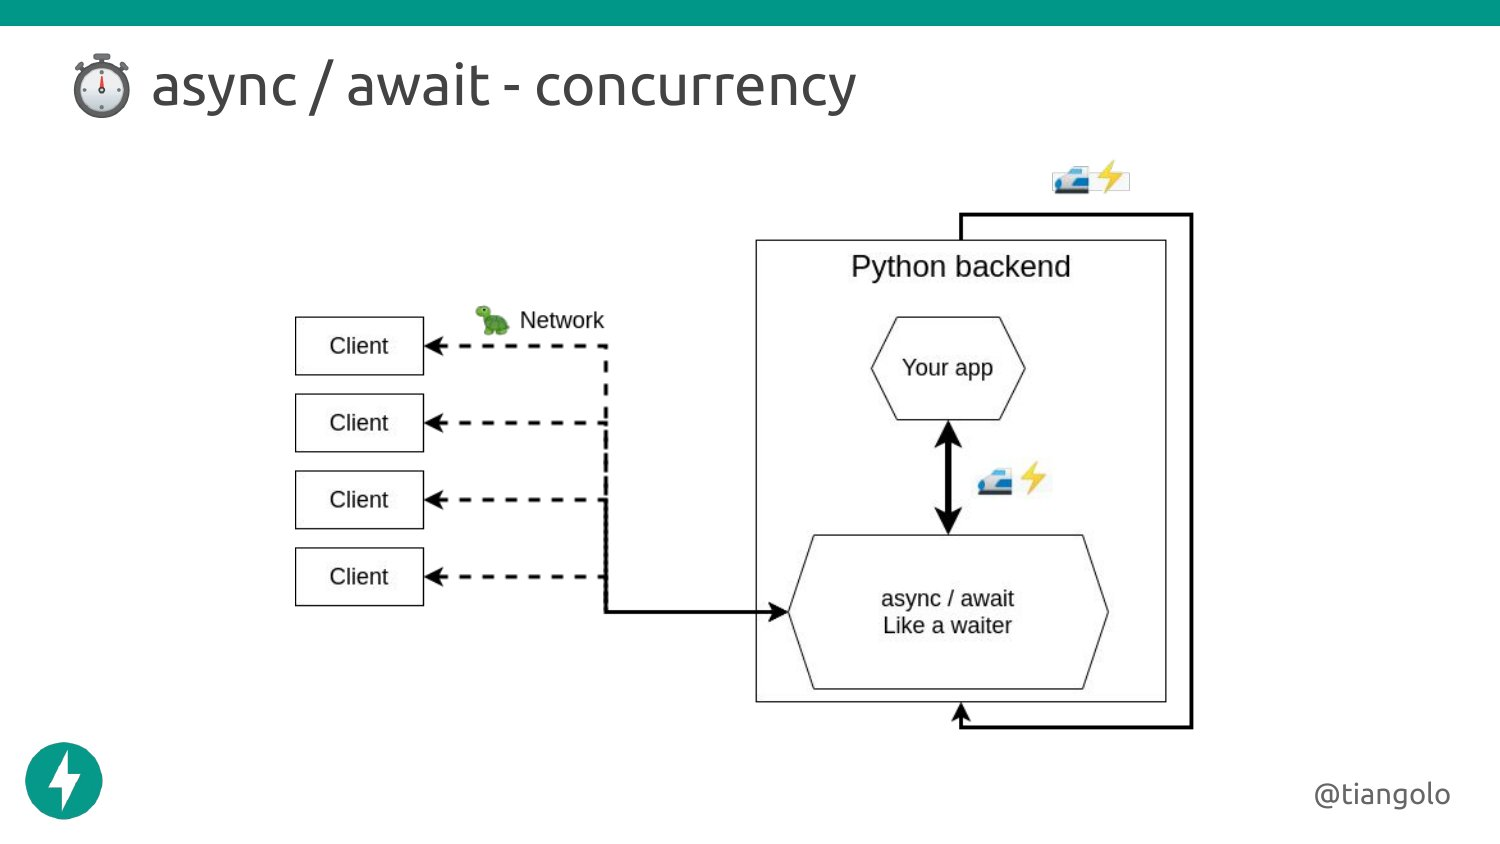 async / await - concurrency
Network
Client
Client
Client
Client
Python backend
Your app
async / await
Like a waiter
@tiangolo